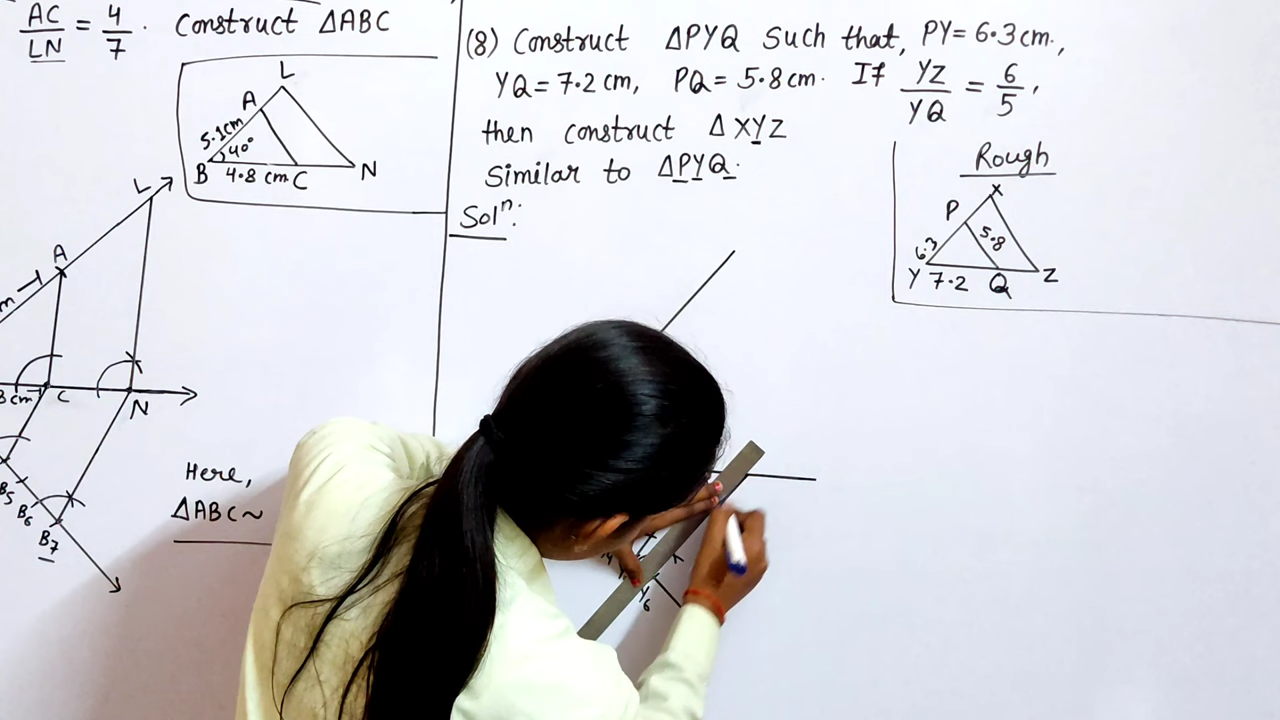 AC/LN = 4/7. Construct ΔABC
L
A
5.1cm
40°
B 4.8 cm C N
L
A
C
N
B5
B6
B7
Here,
ΔABC~
(8) Construct ΔPYQ Such that, PY= 6.3cm.,
YQ = 7.2 cm, PQ = 5.8 cm. If YZ/YQ = 6/5,
then construct ΔXYZ
Similar to ΔPYQ.
Solⁿ:
Rough
X
P
6.3
5.8
Y 7.2 Q Z
Y6